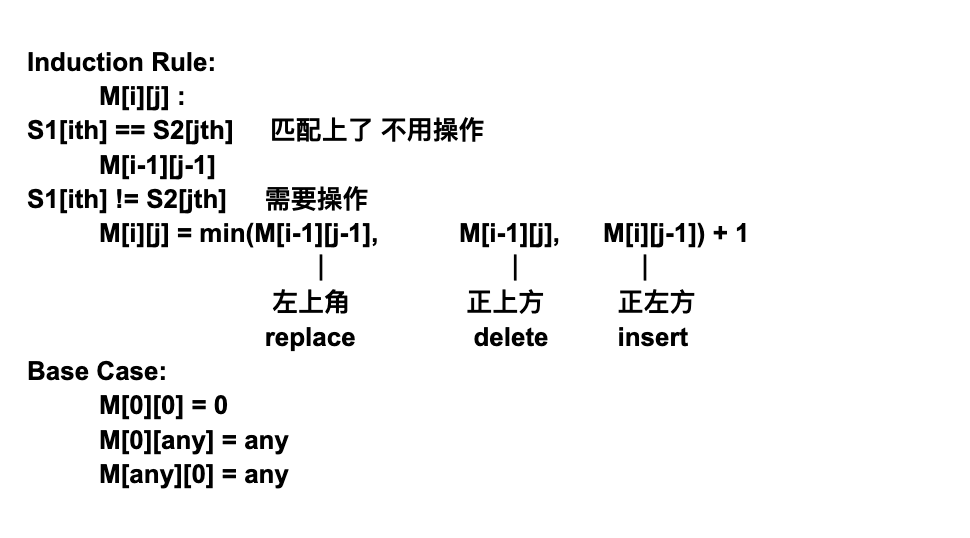 Induction Rule:
M[i][j] :
S1[ith] == S2[jth] 匹配上了 不用操作
M[i-1][j-1]
S1[ith] != S2[jth] 需要操作
M[i][j] = min(M[i-1][j-1], M[i-1][j], M[i][j-1]) + 1
| | |
左上角 正上方 正左方
replace delete insert
Base Case:
M[0][0] = 0
M[0][any] = any
M[any][0] = any